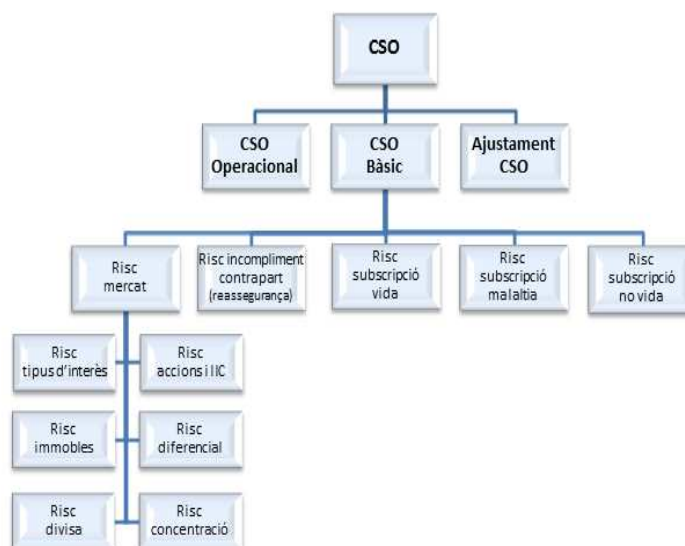 CSO
CSO
Operacional
CSO
Bàsic
Ajustament
CSO
Risc
mercat
Risc incompliment
contrapart
(reassegurança)
Risc
subscripció
vida
Risc
subscripció
malaltia
Risc
subscripció
no vida
Risc
tipus d'interès
Risc
accions i IIC
Risc
immobles
Risc
diferencial
Risc
divisa
Risc
concentració